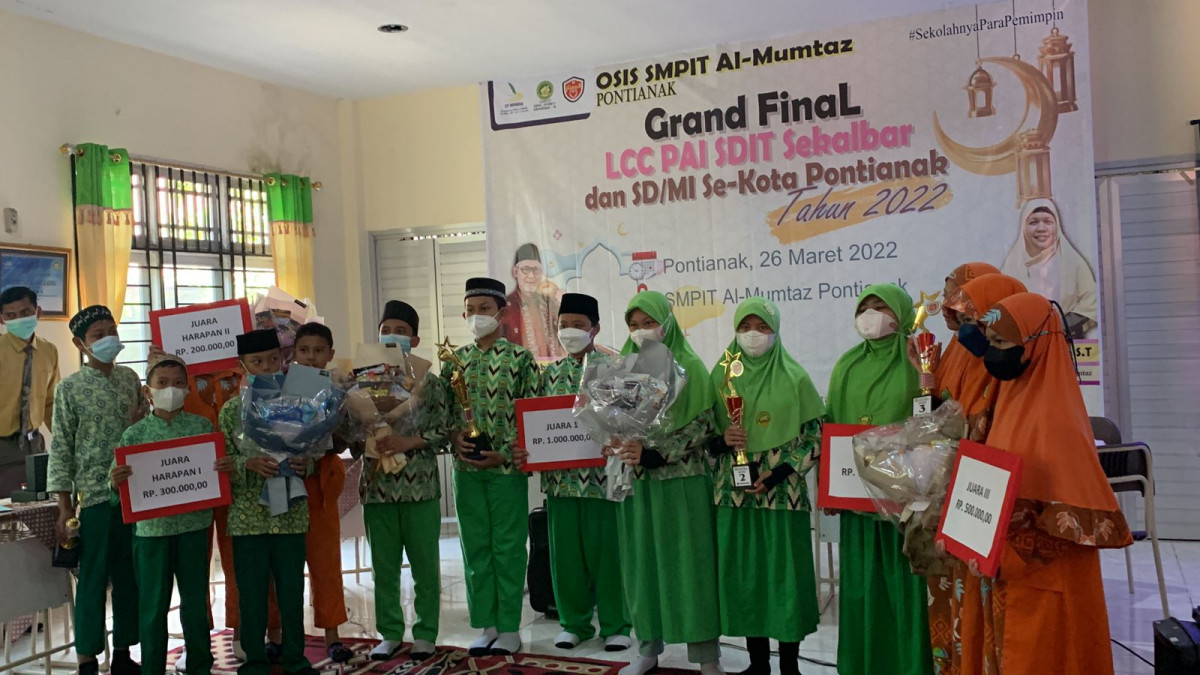 #SekolahnyaParaPemimpin
OSIS SMPIT Al-Mumtaz
PONTIANAK
Grand FinaL
LCC PAI SDIT Sekalbar
dan SD/MI Se-Kota Pontianak
Tahun 2022
Pontianak, 26 Maret 2022
SMPIT Al-Mumtaz Pontianak
S.T
JUARA
HARAPAN II
RP. 200.000,00
JUARA
HARAPAN I
RP. 300.000,00
JUARA 1
RP. 1.000.000,00
2
RP.
3
JUARA III
RP. 500.000,00